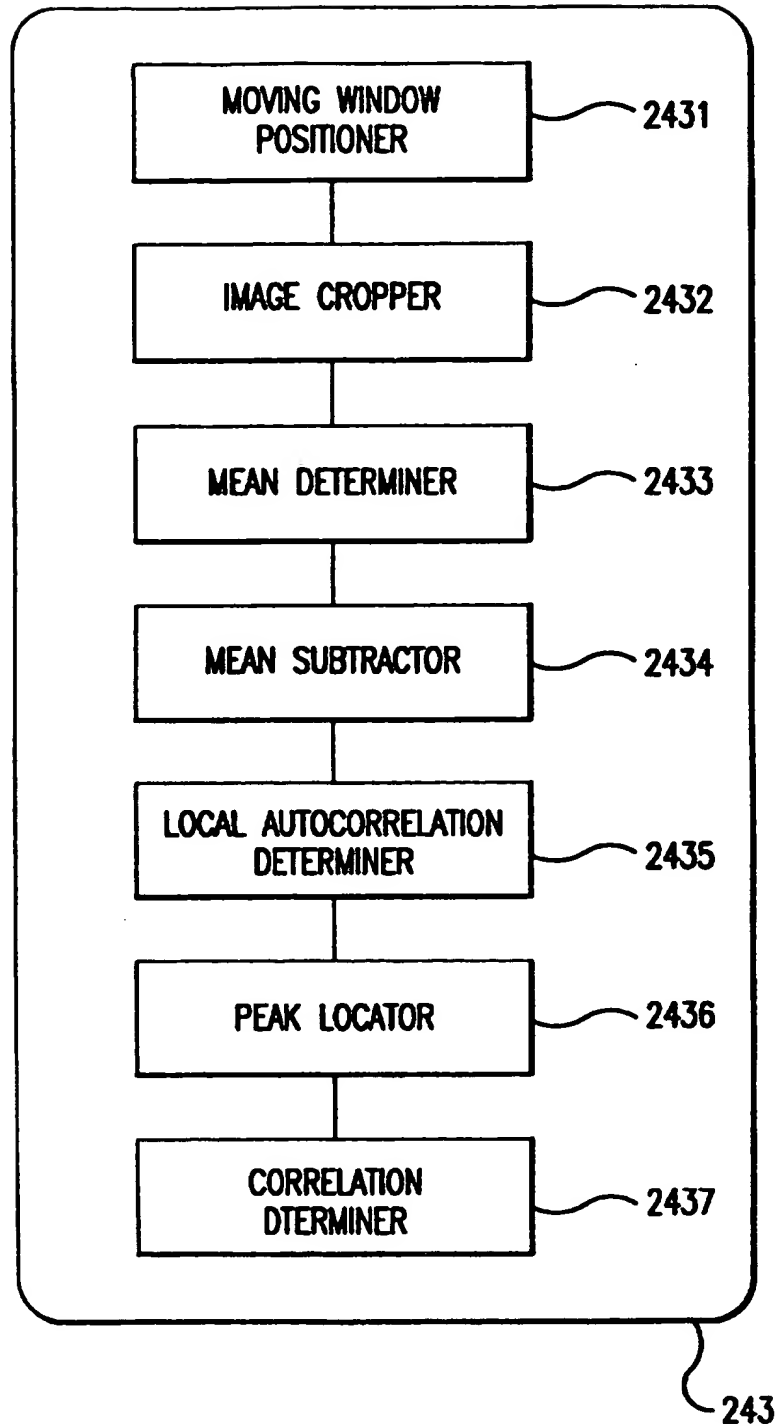 MOVING WINDOW
POSITIONER
2431
IMAGE CROPPER
2432
MEAN DETERMINER
2433
MEAN SUBTRACTOR
2434
LOCAL AUTOCORRELATION
DETERMINER
2435
PEAK LOCATOR
2436
CORRELATION
DTERMINER
2437
243